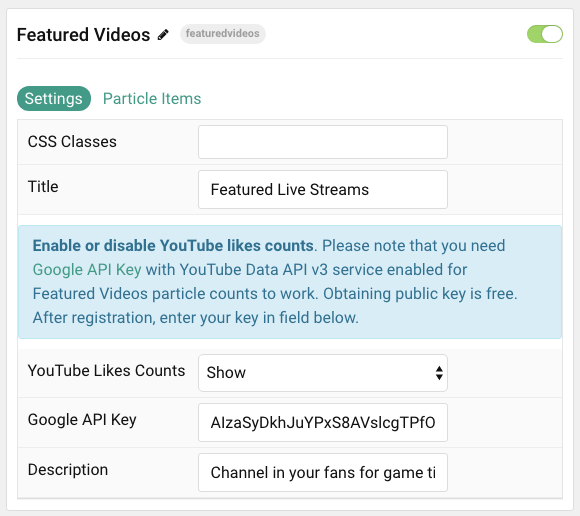 Featured Videos featuredvideos
Settings Particle Items
CSS Classes
Title Featured Live Streams
Enable or disable YouTube likes counts. Please note that you need
Google API Key with YouTube Data API v3 service enabled for
Featured Videos particle counts to work. Obtaining public key is free.
After registration, enter your key in field below.
YouTube Likes Counts Show
Google API Key AIzaSyDkhJuYPxS8AVslcgTPfO
Description Channel in your fans for game ti